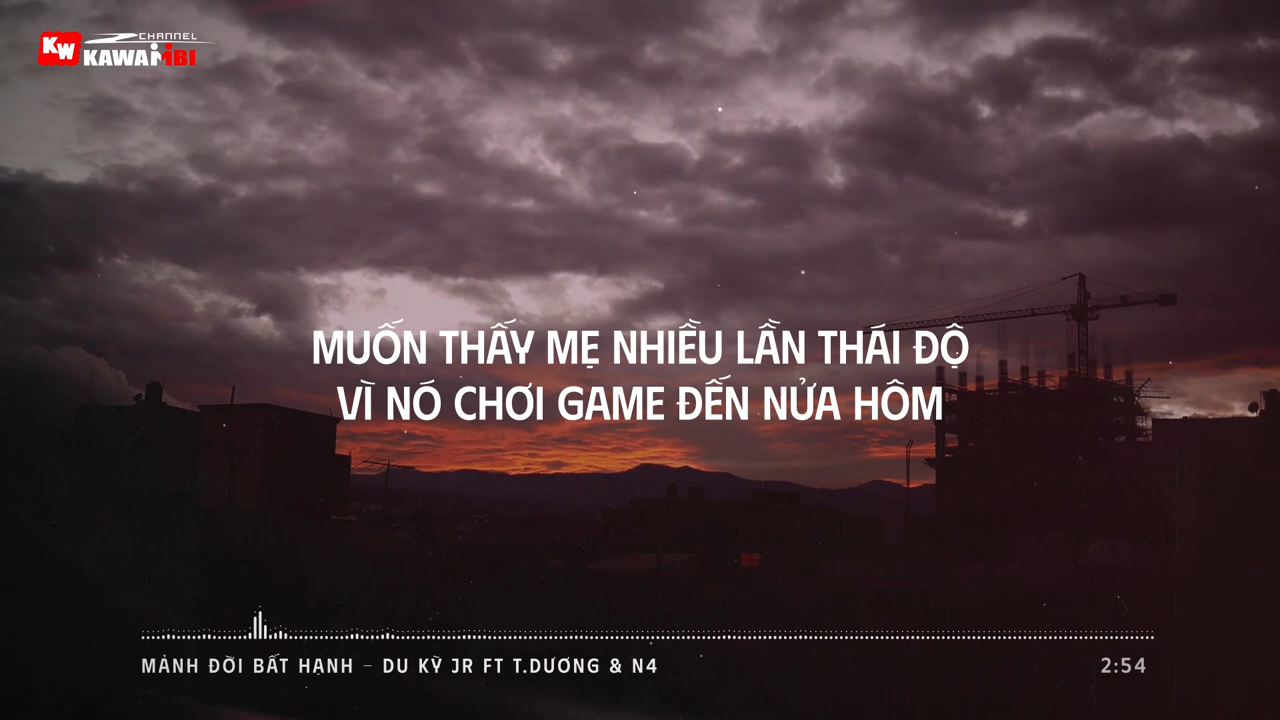 KW CHANNEL
KAWAIIBI
MUỐN THẤY MẸ NHIỀU LẦN THÁI ĐỘ
VÌ NÓ CHƠI GAME ĐẾN NỬA HÔM
MẢNH ĐỜI BẤT HẠNH – DU KỲ JR FT T.DƯƠNG & N4
2:54